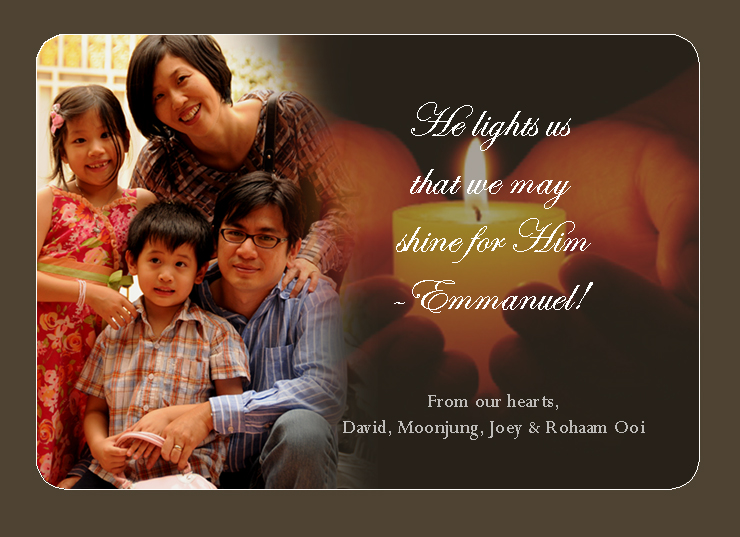 He lights us
that we may
shine for Him
~Emmanuel!
From our hearts,
David, Moonjung, Joey & Rohaam Ooi